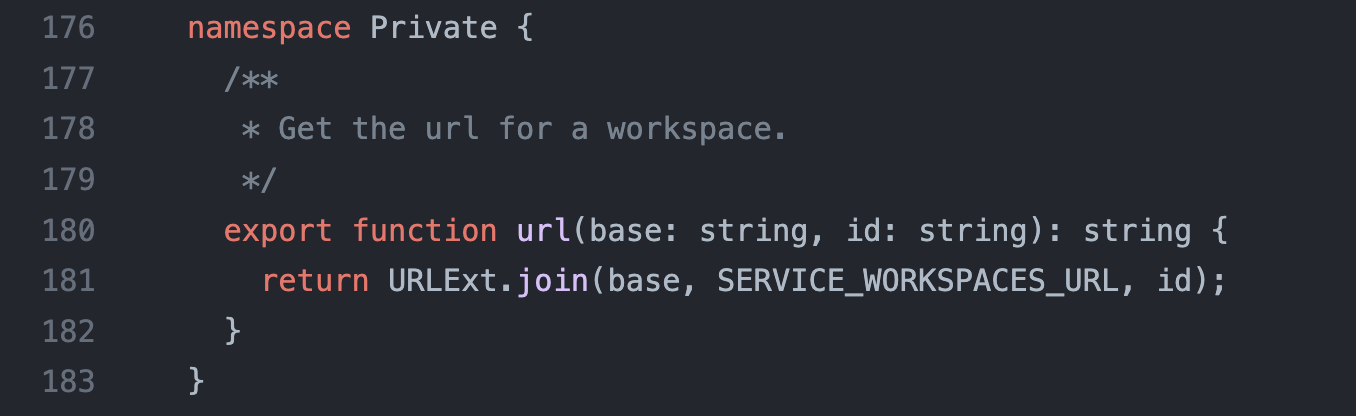 176 namespace Private {
177 /**
178 * Get the url for a workspace.
179 */
180 export function url(base: string, id: string): string {
181 return URLExt.join(base, SERVICE_WORKSPACES_URL, id);
182 }
183 }